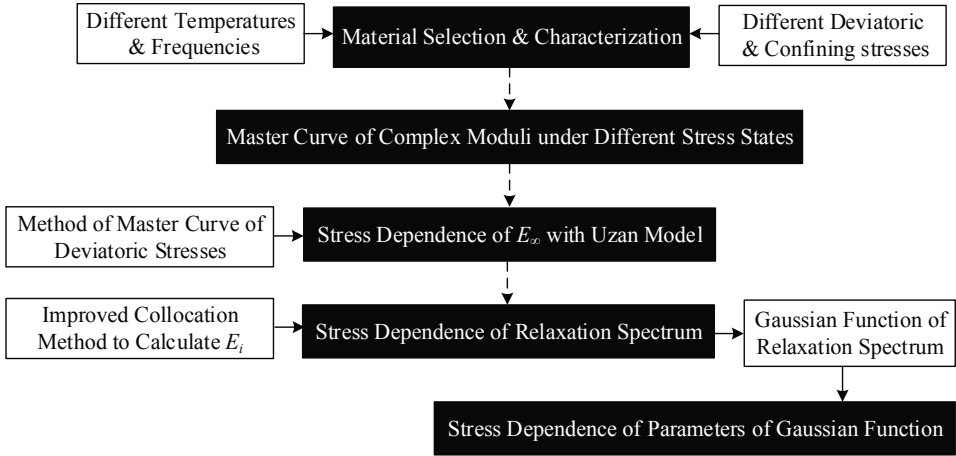 Different Temperatures
& Frequencies
Material Selection & Characterization
Different Deviatoric
& Confining stresses
Master Curve of Complex Moduli under Different Stress States
Method of Master Curve of
Deviatoric Stresses
Stress Dependence of E∞ with Uzan Model
Improved Collocation
Method to Calculate Ei
Stress Dependence of Relaxation Spectrum
Gaussian Function of
Relaxation Spectrum
Stress Dependence of Parameters of Gaussian Function